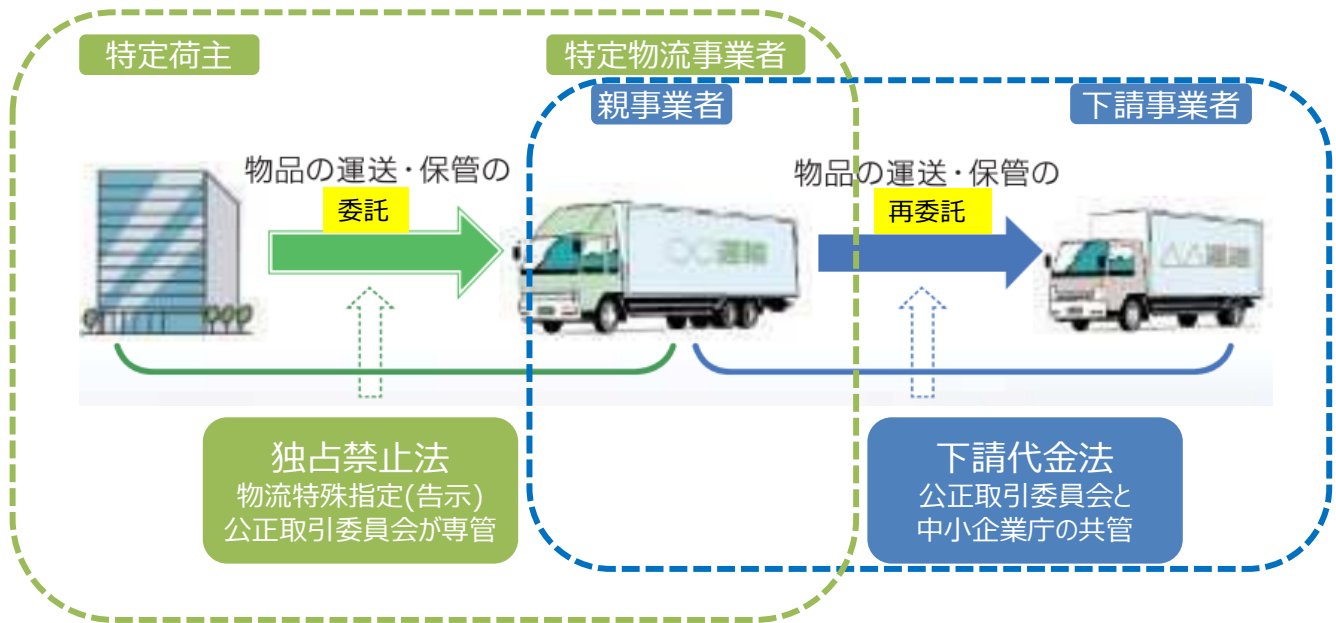 特定荷主
特定物流事業者
親事業者
下請事業者
物品の運送・保管の
委託
物品の運送・保管の
再委託
〇〇運輸
△△運輸
独占禁止法
物流特殊指定(告示)
公正取引委員会が専管
下請代金法
公正取引委員会と
中小企業庁の共管